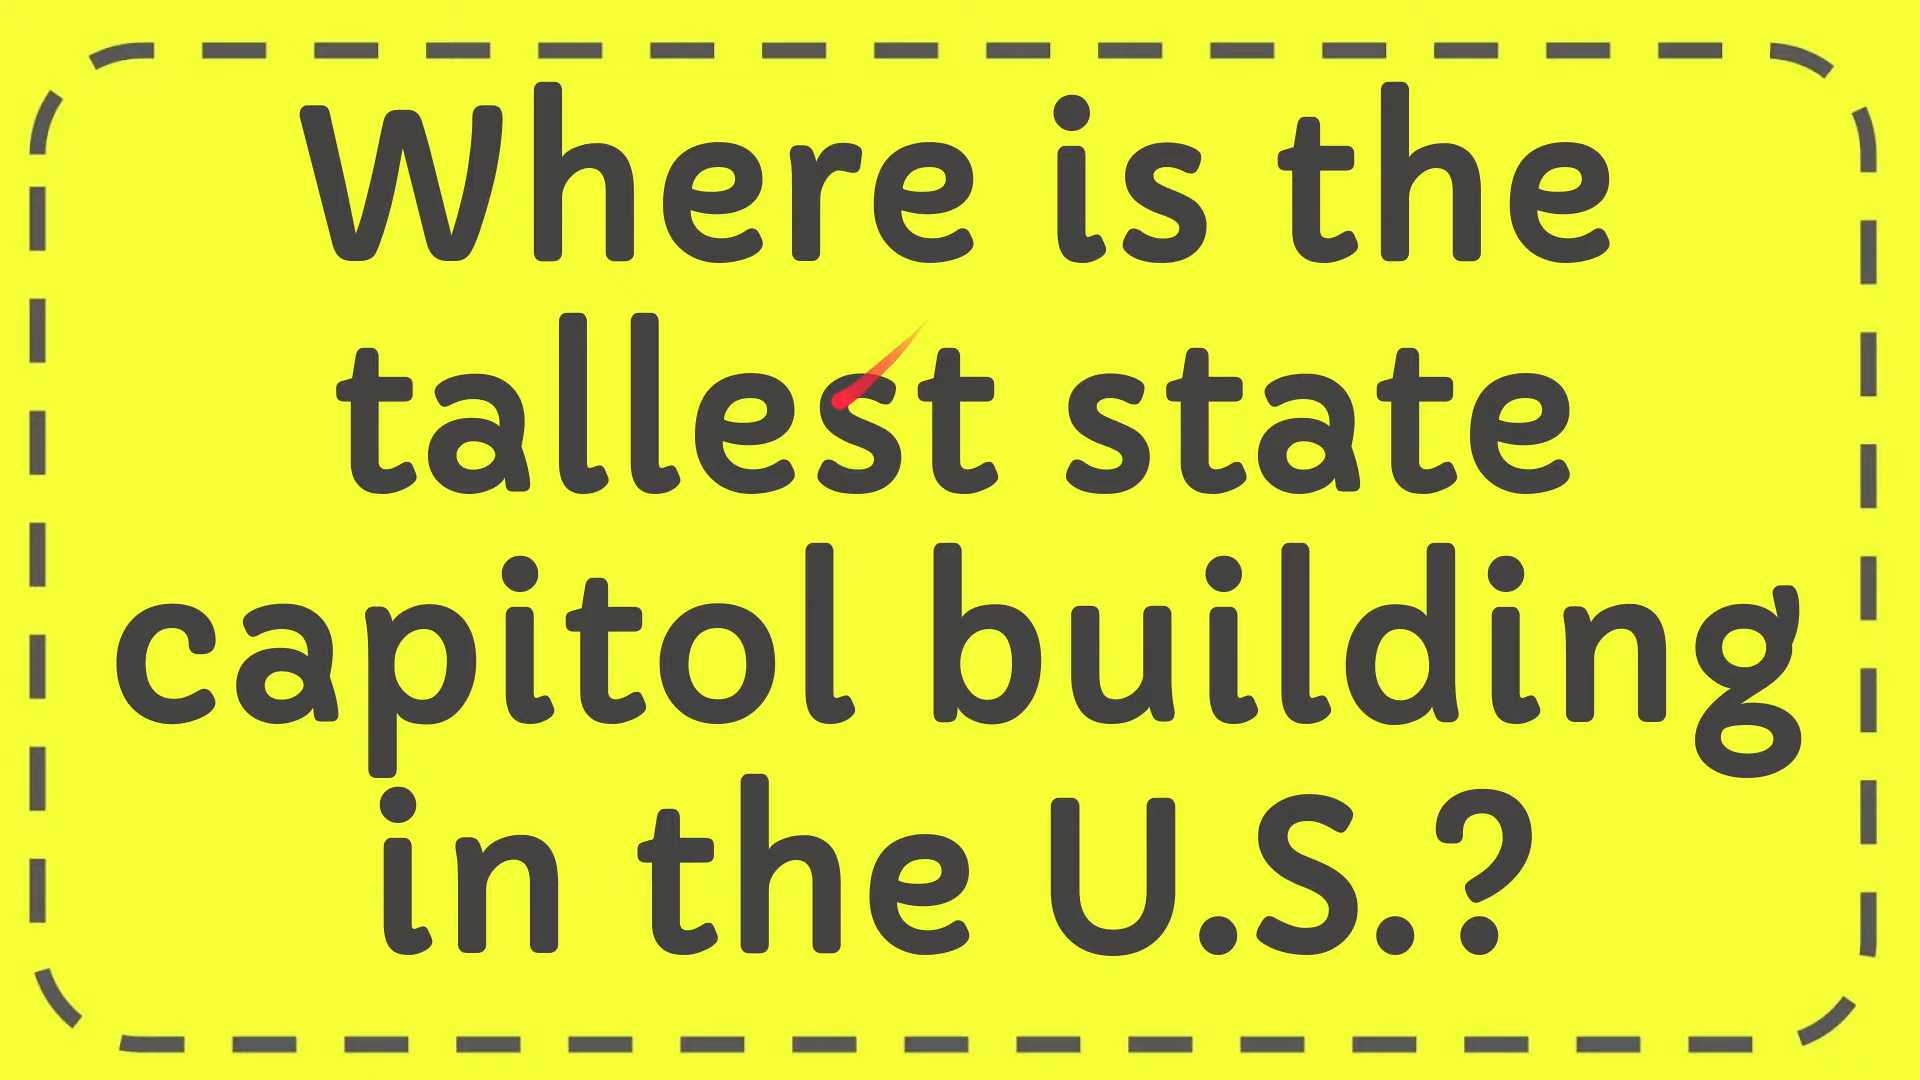 Where is the
tallest state
capitol building
in the U.S.?